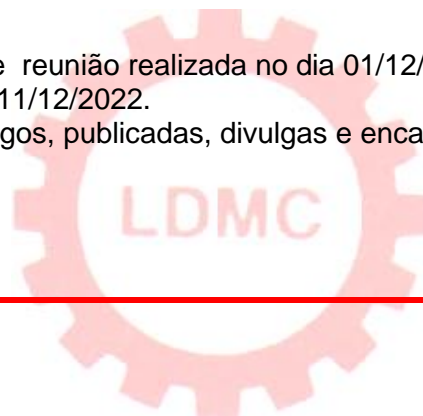 e reunião realizada no dia 01/12/
11/12/2022.
gos, publicadas, divulgas e enca
LDMC